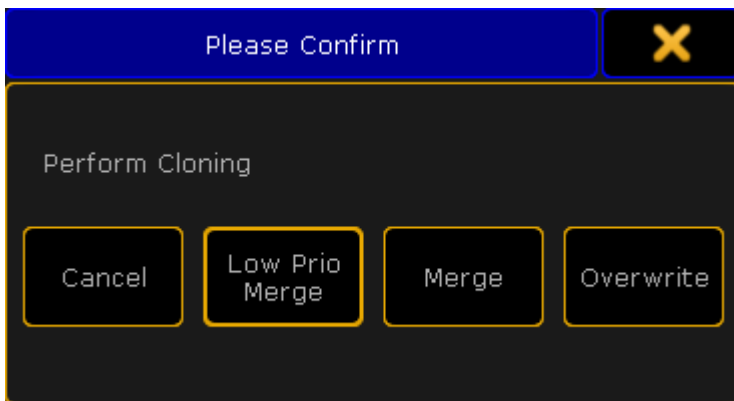 Please Confirm
Perform Cloning
Cancel
Low Prio
Merge
Merge
Overwrite